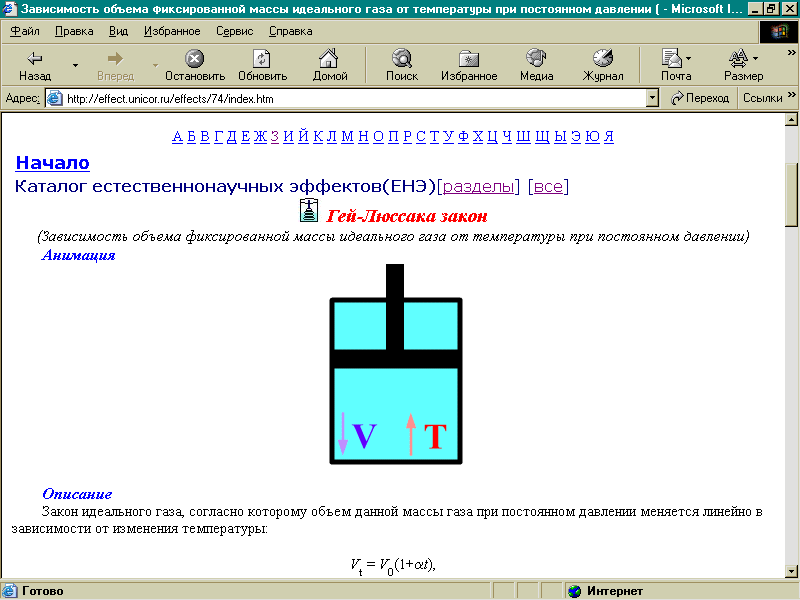 Зависимость объема фиксированной массы идеального газа от температуры при постоянном давлении ( - Microsoft I...
Файл Правка Вид Избранное Сервис Справка
Назад Вперед Остановить Обновить Домой Поиск Избранное Медиа Журнал Почта Размер »
Адрес: http://effect.unicor.ru/effects/74/index.htm Переход Ссылки »
А Б В Г Д Е Ж З И Й К Л М Н О П Р С Т У Ф Х Ц Ч Ш Щ Ы Э Ю Я
Начало
Каталог естественнонаучных эффектов(ЕНЭ)[разделы] [все]
Гей-Люссака закон
(Зависимость объема фиксированной массы идеального газа от температуры при постоянном давлении)
Анимация
↓V ↑T
Описание
Закон идеального газа, согласно которому объем данной массы газа при постоянном давлении меняется линейно в
зависимости от изменения температуры:
Vt = V0(1+αt),
Готово Интернет